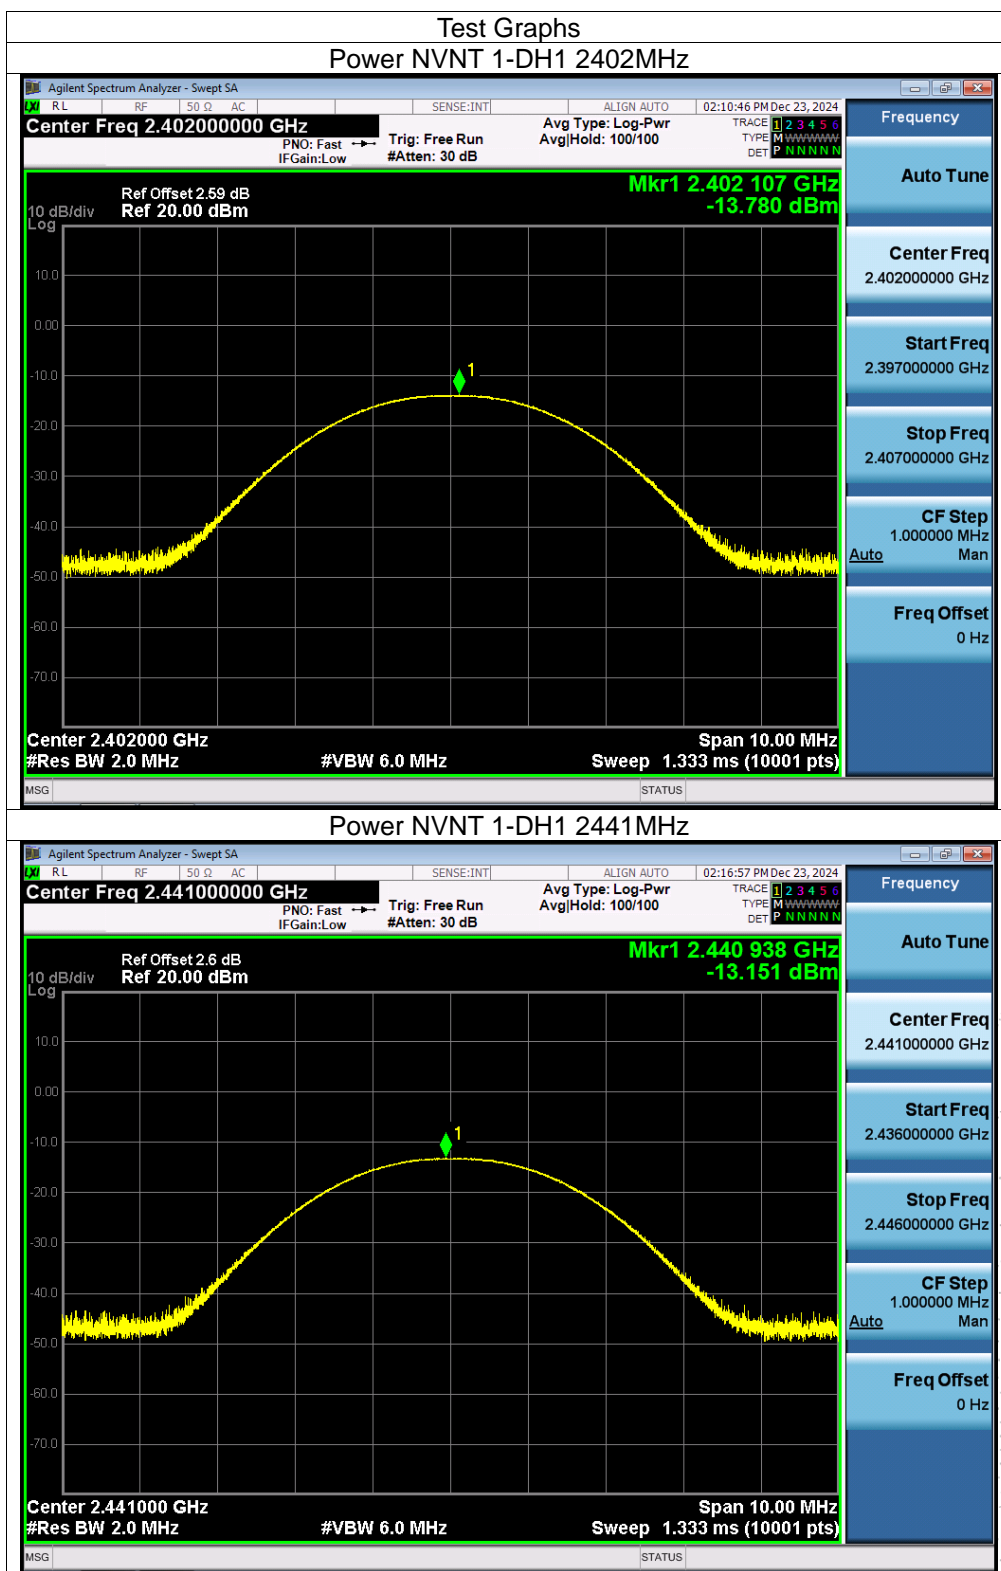 Test Graphs
Power NVNT 1-DH1 2402MHz
Agilent Spectrum Analyzer - Swept SA
LXI RL RF 50 Ω AC SENSE:INT ALIGN AUTO 02:10:46 PM Dec 23, 2024
Center Freq 2.402000000 GHz Avg Type: Log-Pwr TRACE 1 2 3 4 5 6
PNO: Fast Trig: Free Run Avg|Hold: 100/100 TYPE M WWWWW
IFGain:Low #Atten: 30 dB DET P N N N N N
Frequency
Auto Tune
Mkr1 2.402 107 GHz
Ref Offset 2.59 dB
10 dB/div Ref 20.00 dBm -13.780 dBm
Log
10.0
0.00
-10.0
1
-20.0
-30.0
-40.0
-50.0
-60.0
-70.0
Center 2.402000 GHz Span 10.00 MHz
#Res BW 2.0 MHz #VBW 6.0 MHz Sweep 1.333 ms (10001 pts)
Center Freq
2.402000000 GHz
Start Freq
2.397000000 GHz
Stop Freq
2.407000000 GHz
CF Step
1.000000 MHz
Auto Man
Freq Offset
0 Hz
MSG STATUS
Power NVNT 1-DH1 2441MHz
Agilent Spectrum Analyzer - Swept SA
LXI RL RF 50 Ω AC SENSE:INT ALIGN AUTO 02:16:57 PM Dec 23, 2024
Center Freq 2.441000000 GHz Avg Type: Log-Pwr TRACE 1 2 3 4 5 6
PNO: Fast Trig: Free Run Avg|Hold: 100/100 TYPE M WWWWW
IFGain:Low #Atten: 30 dB DET P N N N N N
Frequency
Auto Tune
Mkr1 2.440 938 GHz
Ref Offset 2.6 dB
10 dB/div Ref 20.00 dBm -13.151 dBm
Log
10.0
0.00
-10.0
1
-20.0
-30.0
-40.0
-50.0
-60.0
-70.0
Center 2.441000 GHz Span 10.00 MHz
#Res BW 2.0 MHz #VBW 6.0 MHz Sweep 1.333 ms (10001 pts)
Center Freq
2.441000000 GHz
Start Freq
2.436000000 GHz
Stop Freq
2.446000000 GHz
CF Step
1.000000 MHz
Auto Man
Freq Offset
0 Hz
MSG STATUS